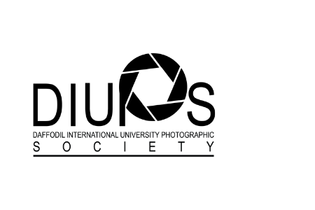 DIUPS
DAFFODIL INTERNATIONAL UNIVERSITY PHOTOGRAPHIC
SOCIETY